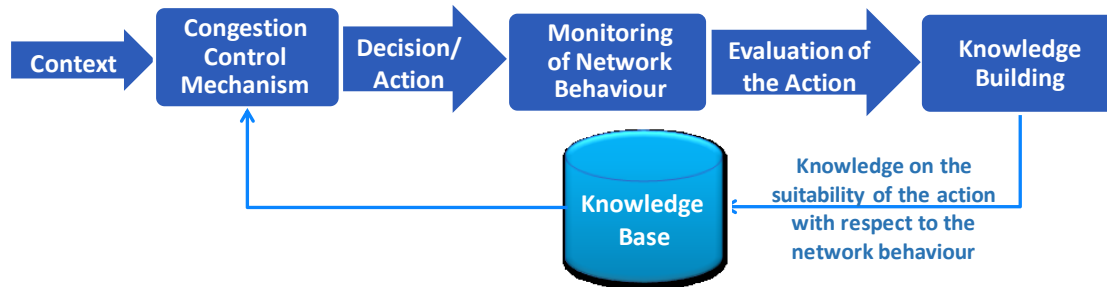 Context
Congestion
Control
Mechanism
Decision/
Action
Monitoring
of Network
Behaviour
Evaluation of
the Action
Knowledge
Building
Knowledge
Base
Knowledge on the
suitability of the action
with respect to the
network behaviour